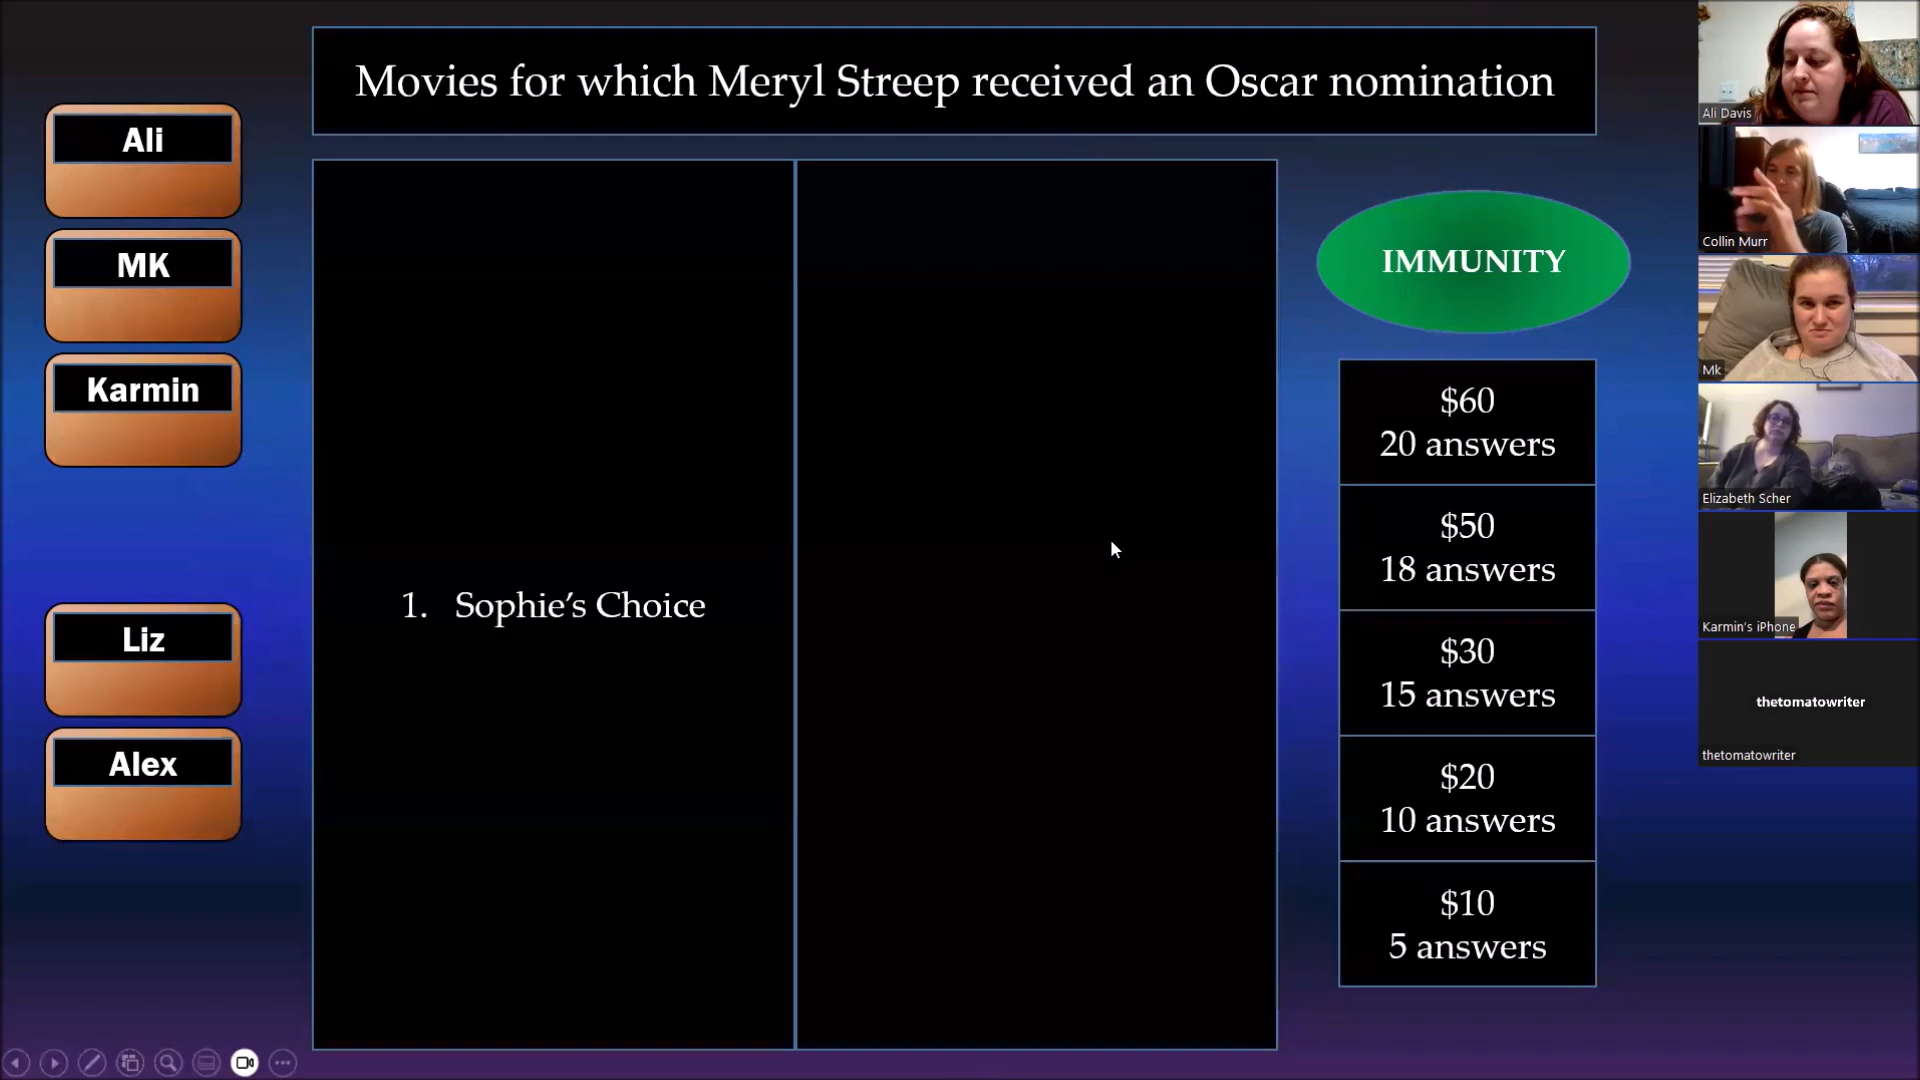 Movies for which Meryl Streep received an Oscar nomination
Ali
MK
Karmin
Liz
Alex
1. Sophie's Choice
IMMUNITY
$60
20 answers
$50
18 answers
$30
15 answers
$20
10 answers
$10
5 answers
Ali Davis
Collin Murr
Mk
Elizabeth Scher
Karmin's iPhone
thetomatowriter
thetomatowriter